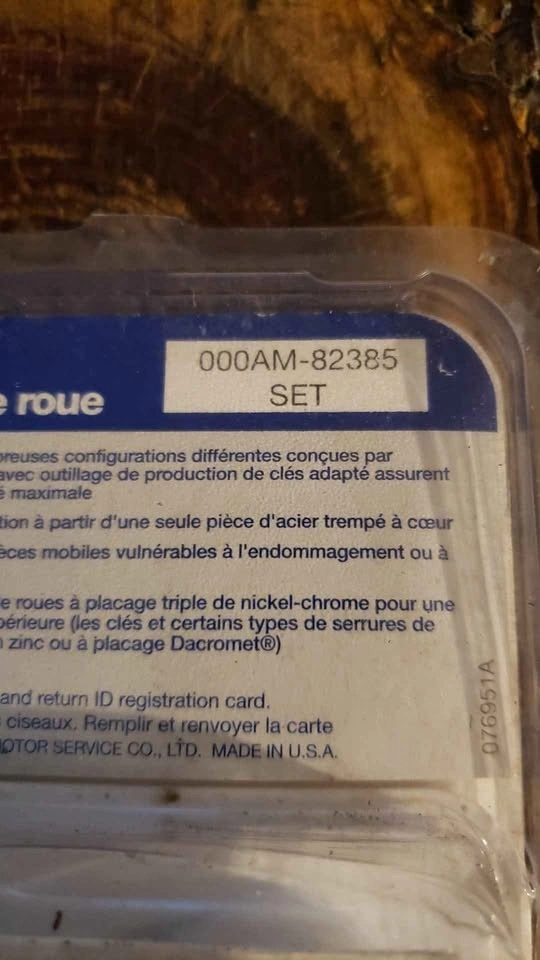 000AM-82385
SET
e roue
breuses configurations différentes conçues par
avec outillage de production de clés adapté assurent
é maximale
tion à partir d'une seule pièce d'acier trempé à cœur
èces mobiles vulnérables à l'endommagement ou à
e roues à placage triple de nickel-chrome pour une
périeure (les clés et certains types de serrures de
n zinc ou à placage Dacromet®)
and return ID registration card.
ciseaux. Remplir et renvoyer la carte
MOTOR SERVICE CO., LTD. MADE IN U.S.A.
076951A